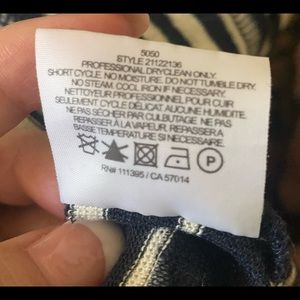 5050
STYLE 21122136
PROFESSIONAL DRYCLEAN ONLY.
SHORT CYCLE. NO MOISTURE. DO NOT TUMBLE DRY.
NO STEAM. COOL IRON IF NECESSARY.
NETTOYEUR PROFESSIONNEL POUR CUIR
SEULEMENT CYCLE DÉLICAT AUCUNE HUMIDITÉ.
NE PAS SÉCHER PAR CULBUTAGE. NE PAS
REPASSER A LA VAPEUR. REPASSER A
BASSE TEMPERATURE SI NECESSAIRE.
P
RN# 111395 / CA 57014